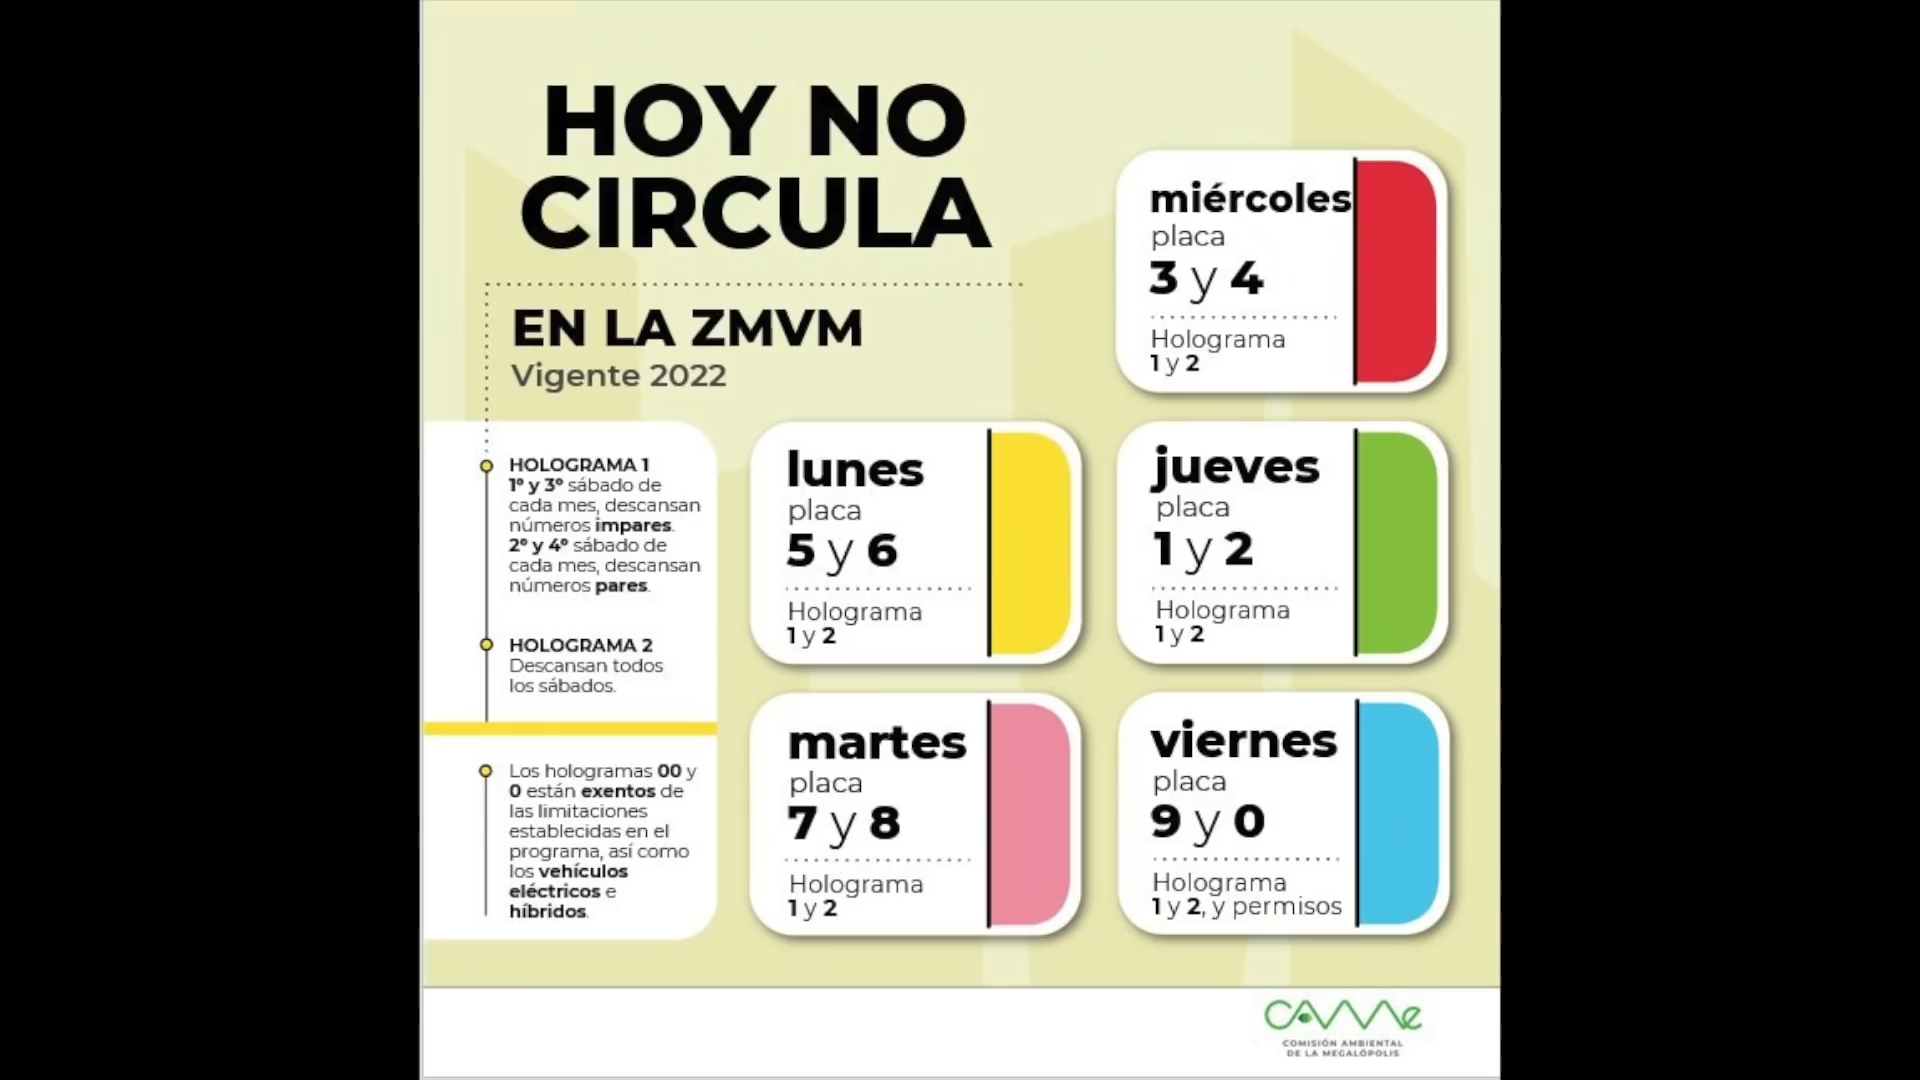 HOY NO
CIRCULA
EN LA ZMVM
Vigente 2022
HOLOGRAMA 1
1º y 3º sábado de
cada mes, descansan
números impares.
2º y 4º sábado de
cada mes, descansan
números pares.
HOLOGRAMA 2
Descansan todos
los sábados.
Los hologramas 00 y
0 están exentos de
las limitaciones
establecidas en el
programa, así como
los vehículos
eléctricos e
híbridos.
lunes
placa
5 y 6
Holograma
1 y 2
martes
placa
7 y 8
Holograma
1 y 2
miércoles
placa
3 y 4
Holograma
1 y 2
jueves
placa
1 y 2
Holograma
1 y 2
viernes
placa
9 y 0
Holograma
1 y 2, y permisos
CAMe
COMISIÓN AMBIENTAL
DE LA MEGALÓPOLIS